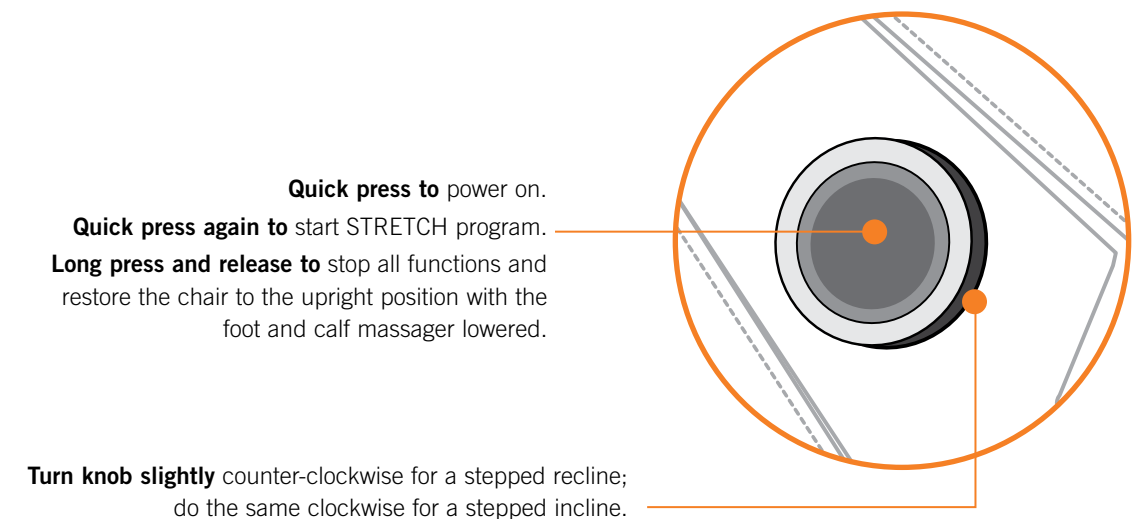 Quick press to power on.
Quick press again to start STRETCH program.
Long press and release to stop all functions and
restore the chair to the upright position with the
foot and calf massager lowered.
Turn knob slightly counter-clockwise for a stepped recline;
do the same clockwise for a stepped incline.